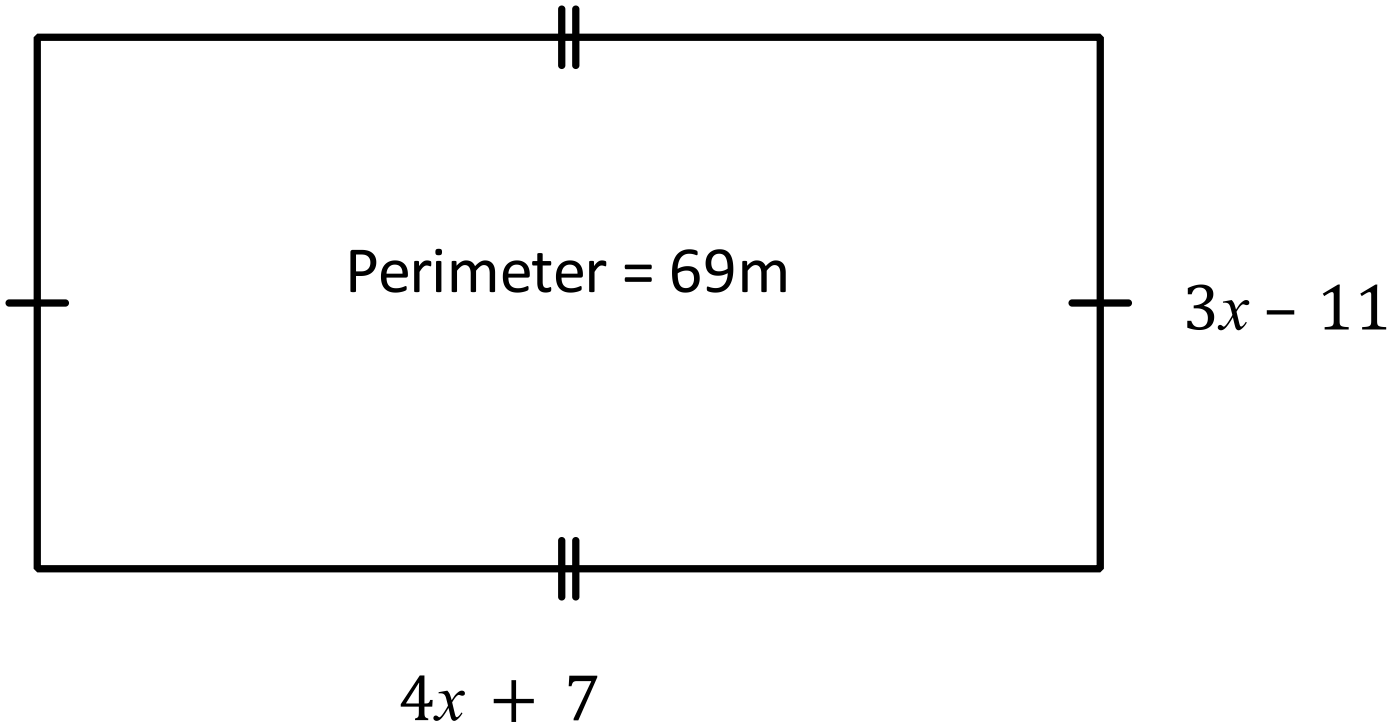 Perimeter = 69m
3x – 11
4x + 7